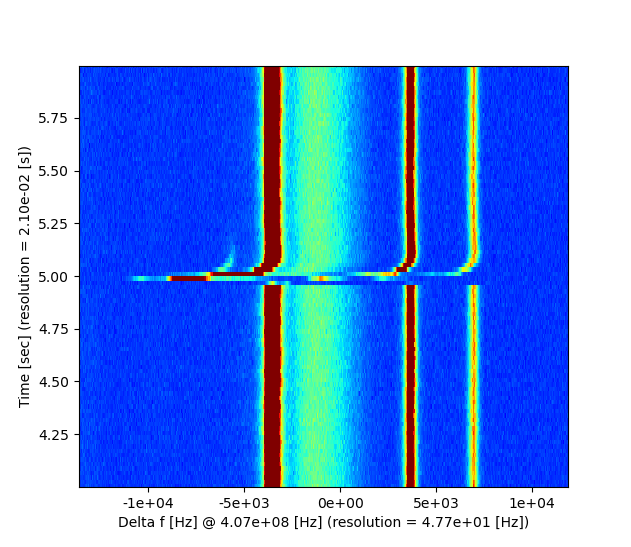 Time [sec] (resolution = 2.10e-02 [s])
5.75
5.50
5.25
5.00
4.75
4.50
4.25
-1e+04 -5e+03 0e+00 5e+03 1e+04
Delta f [Hz] @ 4.07e+08 [Hz] (resolution = 4.77e+01 [Hz])